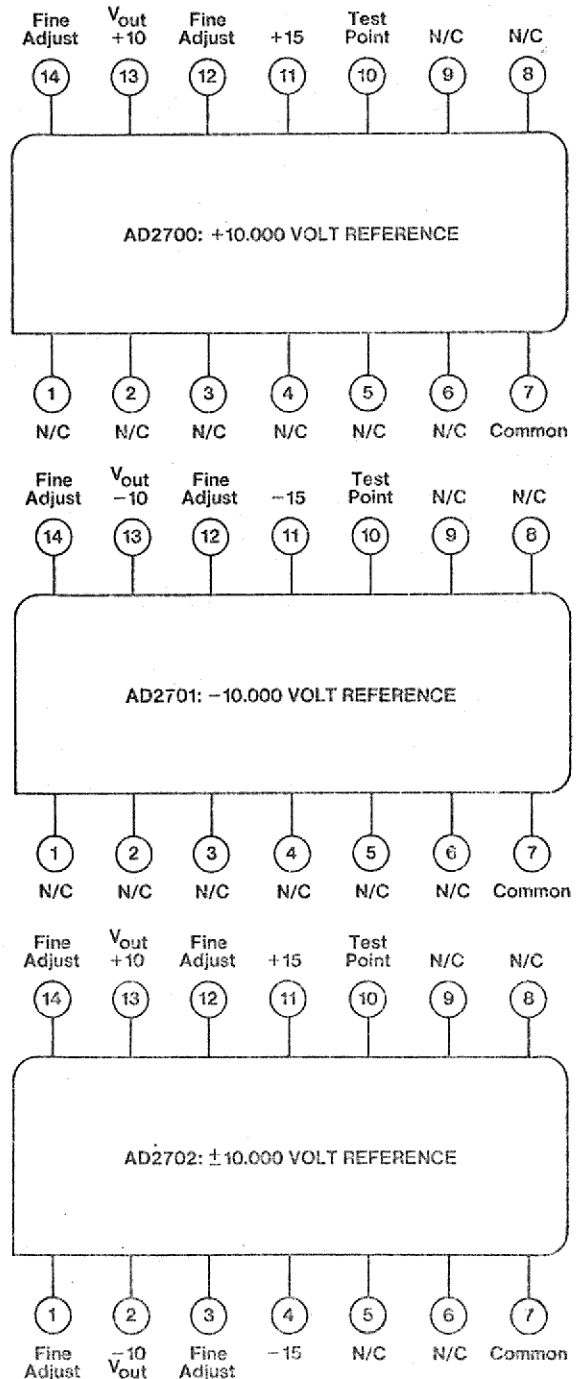 Fine Adjust Vout +10 Fine Adjust +15 Test Point N/C N/C
14 13 12 11 10 9 8
AD2700: +10.000 VOLT REFERENCE
1 2 3 4 5 6 7
N/C N/C N/C N/C N/C N/C Common
Fine Adjust Vout −10 Fine Adjust −15 Test Point N/C N/C
14 13 12 11 10 9 8
AD2701: −10.000 VOLT REFERENCE
1 2 3 4 5 6 7
N/C N/C N/C N/C N/C N/C Common
Fine Adjust Vout +10 Fine Adjust +15 Test Point N/C N/C
14 13 12 11 10 9 8
AD2702: ±10.000 VOLT REFERENCE
1 2 3 4 5 6 7
Fine Adjust −10 Vout Fine Adjust −15 N/C N/C Common